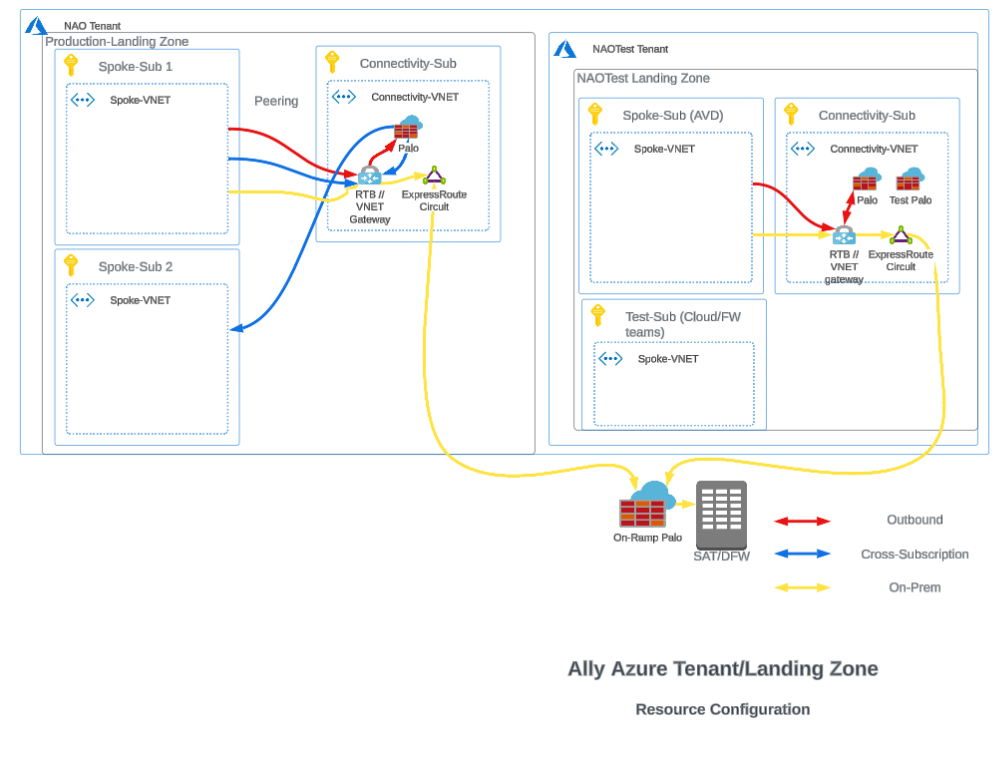 NAO Tenant
Production-Landing Zone
Spoke-Sub 1
Spoke-VNET
Peering
Connectivity-Sub
Connectivity-VNET
Palo
RTB //
VNET
Gateway
ExpressRoute
Circuit
Spoke-Sub 2
Spoke-VNET
NAOTest Tenant
NAOTest Landing Zone
Spoke-Sub (AVD)
Spoke-VNET
Connectivity-Sub
Connectivity-VNET
Palo
Test Palo
RTB //
VNET
gateway
ExpressRoute
Circuit
Test-Sub (Cloud/FW
teams)
Spoke-VNET
On-Ramp Palo
SAT/DFW
Outbound
Cross-Subscription
On-Prem
Ally Azure Tenant/Landing Zone
Resource Configuration